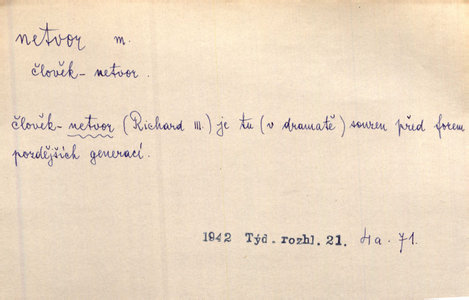 netvor m.
člověk-netvor.
člověk-netvor (Richard III.) je tu (v dramatě) souzen před forem
pozdějších generací.
1942 Týd. rozhl. 21. 4a. 71.